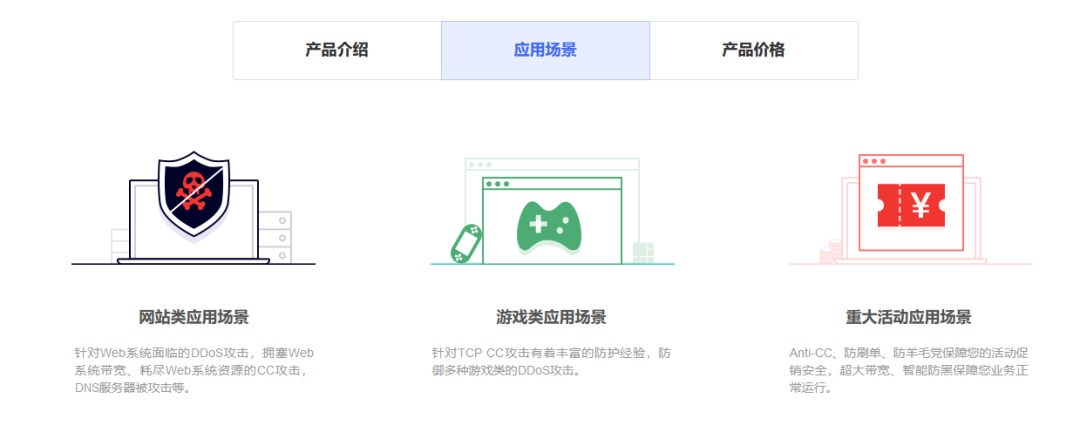 产品介绍
应用场景
产品价格
¥
网站类应用场景
针对Web系统面临的DDoS攻击，拥塞Web
系统带宽、耗尽Web系统资源的CC攻击，
DNS服务器被攻击等。
游戏类应用场景
针对TCP CC攻击有着丰富的防护经验，防
御多种游戏类的DDoS攻击。
重大活动应用场景
Anti-CC、防刷单、防羊毛党保障您的活动促
销安全，超大带宽、智能防黑保障您业务正
常运行。